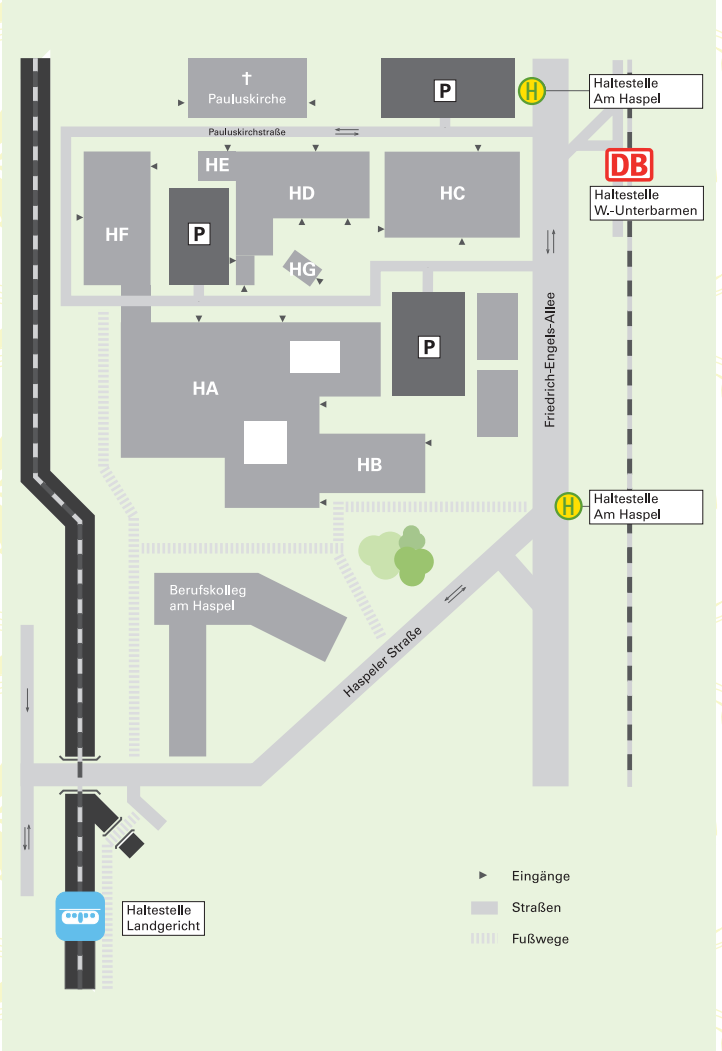 Pauluskirche
P
H
Haltestelle
Am Haspel
Pauluskirchstraße
DB
Haltestelle
W.-Unterbarmen
HE
HD
HC
HF
P
HG
Friedrich-Engels-Allee
P
HA
HB
H
Haltestelle
Am Haspel
Berufskolleg
am Haspel
Haspeler Straße
Haltestelle
Landgericht
Eingänge
Straßen
Fußwege